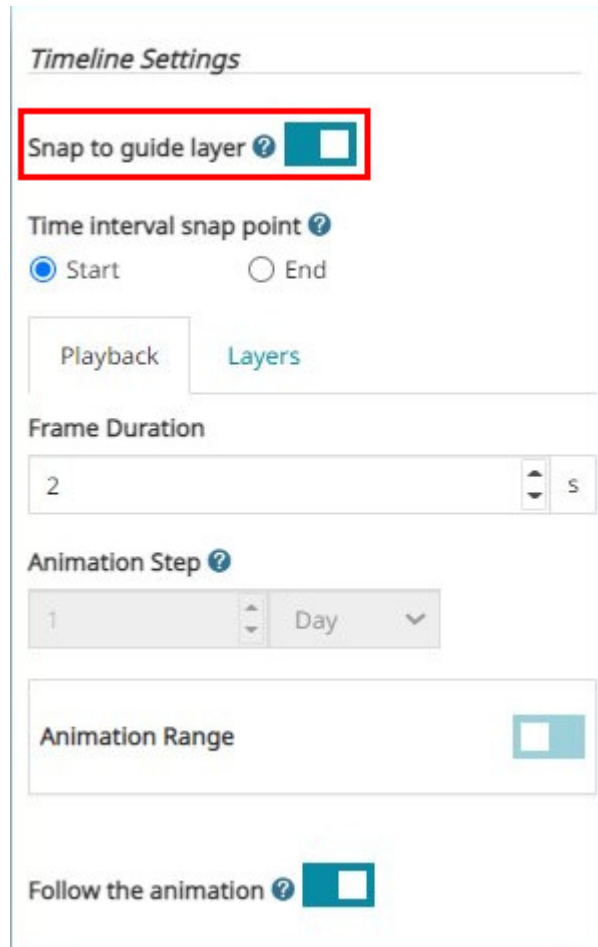 Timeline Settings
Snap to guide layer
Time interval snap point
Start End
Playback Layers
Frame Duration
2 s
Animation Step
1 Day
Animation Range
Follow the animation